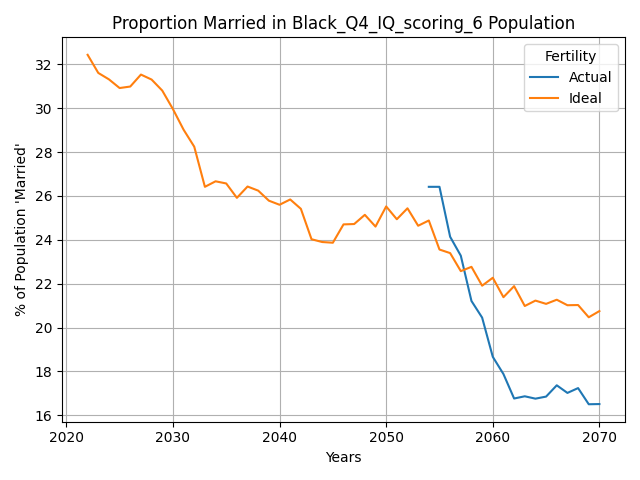 Proportion Married in Black_Q4_IQ_scoring_6 Population
Fertility
Actual
Ideal
% of Population 'Married'
32
30
28
26
24
22
20
18
16
2020
2030
2040
2050
2060
2070
Years